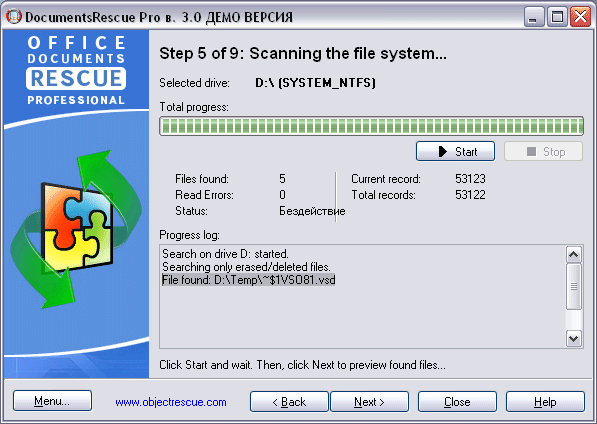 DocumentsRescue Pro в. 3.0 ДЕМО ВЕРСИЯ
OFFICE
DOCUMENTS
RESCUE
PROFESSIONAL
Step 5 of 9: Scanning the file system...
Selected drive: D:\ (SYSTEM_NTFS)
Total progress:
Start Stop
Files found: 5 Current record: 53123
Read Errors: 0 Total records: 53122
Status: Бездействие
Progress log:
Search on drive D: started.
Searching only erased/deleted files.
File found: D:\Temp\~$1VSO81.vsd
Click Start and wait. Then, click Next to preview found files...
Menu... www.objectrescue.com < Back Next > Close Help